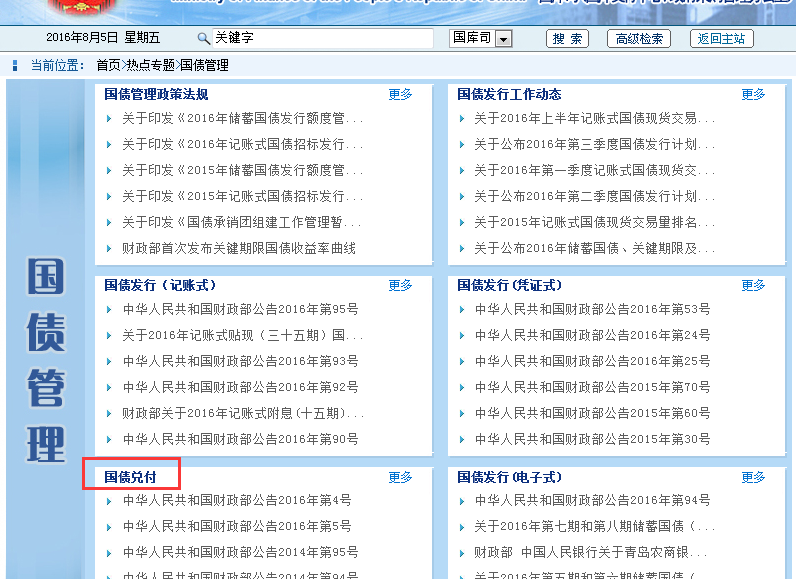 2016年8月5日 星期五
关键字
国库司
搜 索
高级检索
返回主站
当前位置: 首页>热点专题>国债管理
国债管理
国债管理政策法规 更多
关于印发《2016年储蓄国债发行额度管...
关于印发《2016年记账式国债招标发行...
关于印发《2015年储蓄国债发行额度管...
关于印发《2015年记账式国债招标发行...
关于印发《国债承销团组建工作管理暂...
财政部首次发布关键期限国债收益率曲线
国债发行工作动态 更多
关于2016年上半年记账式国债现货交易...
关于公布2016年第三季度国债发行计划...
关于2016年第一季度记账式国债现货交...
关于公布2016年第二季度国债发行计划...
关于2015年记账式国债现货交易量排名...
关于公布2016年储蓄国债、关键期限及...
国债发行（记账式） 更多
中华人民共和国财政部公告2016年第95号
关于2016年记账式贴现（三十五期）国...
中华人民共和国财政部公告2016年第93号
中华人民共和国财政部公告2016年第92号
财政部关于2016年记账式附息(十五期)...
中华人民共和国财政部公告2016年第90号
国债发行(凭证式) 更多
中华人民共和国财政部公告2016年第53号
中华人民共和国财政部公告2016年第24号
中华人民共和国财政部公告2016年第25号
中华人民共和国财政部公告2015年第70号
中华人民共和国财政部公告2015年第60号
中华人民共和国财政部公告2015年第30号
国债兑付 更多
中华人民共和国财政部公告2016年第4号
中华人民共和国财政部公告2016年第5号
中华人民共和国财政部公告2014年第95号
中华人民共和国财政部公告2014年第94号
国债发行(电子式) 更多
中华人民共和国财政部公告2016年第94号
关于2016年第七期和第八期储蓄国债（...
财政部 中国人民银行关于青岛农商银...
关于2016年第五期和第六期储蓄国债（...